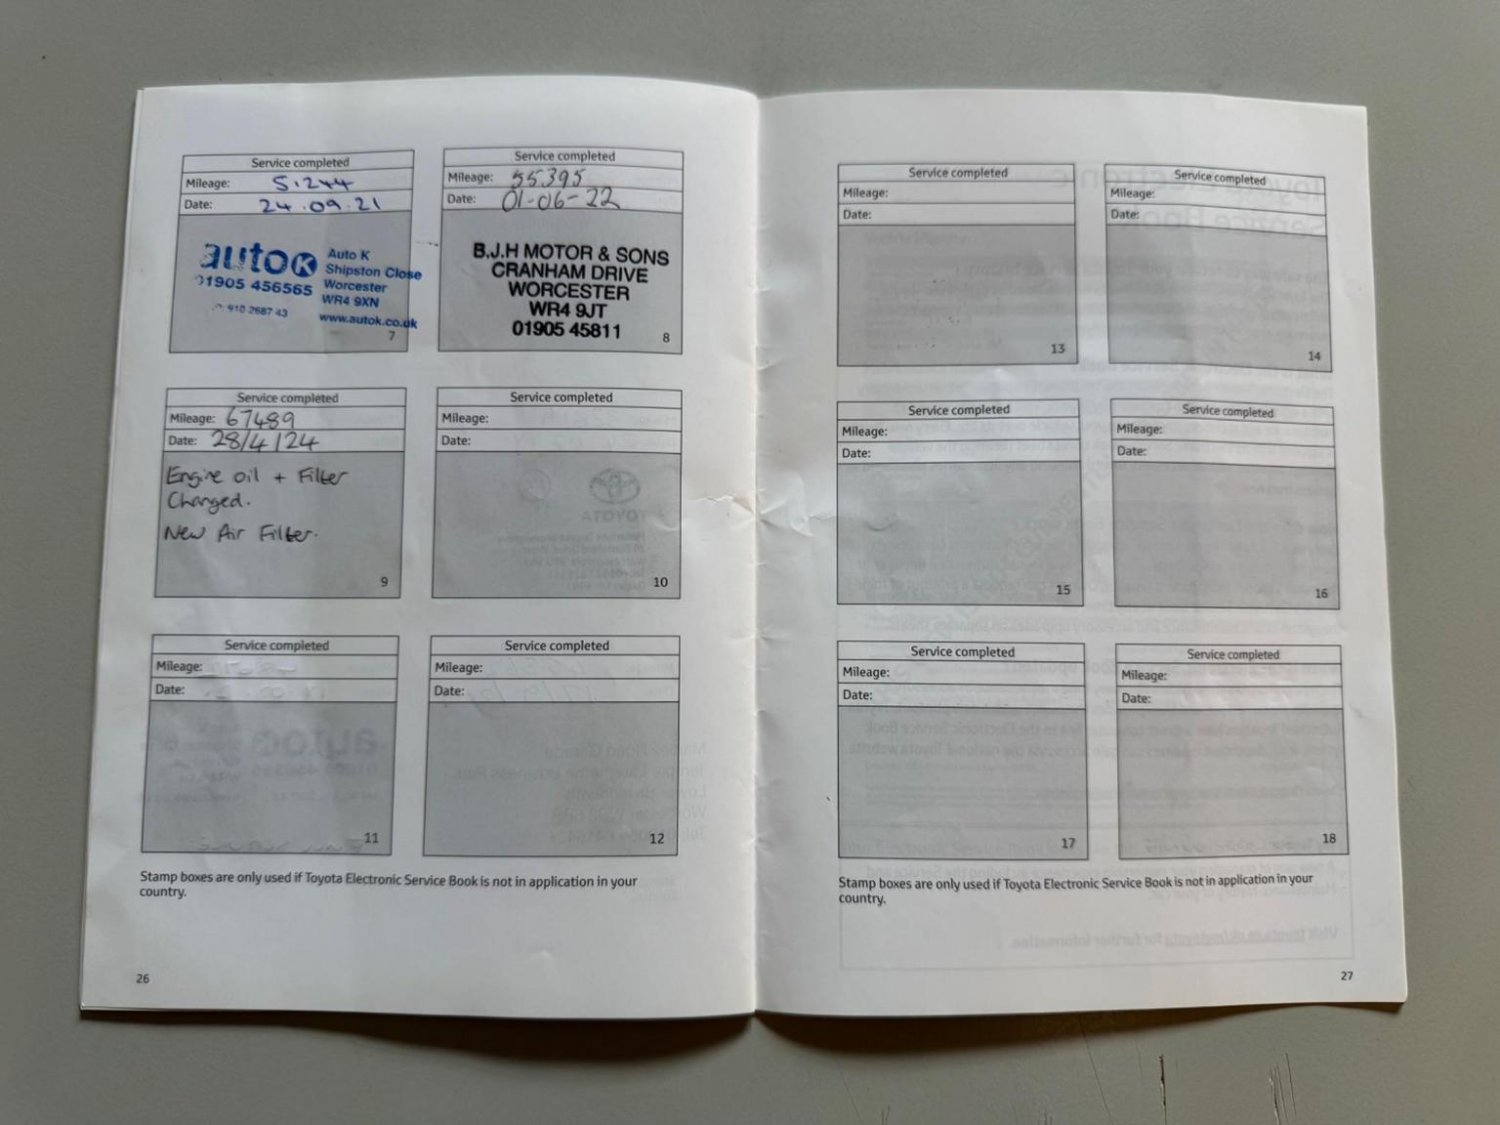 Service completed
Mileage: 51244
Date: 24.09.21
autoK
01905 456565
910 2687 43
Auto K
Shipston Close
Worcester
WR4 9XN
www.autok.co.uk
7
Service completed
Mileage: 55395
Date: 01-06-22
B.J.H MOTOR & SONS
CRANHAM DRIVE
WORCESTER
WR4 9JT
01905 45811
8
Service completed
Mileage: 67489
Date: 28/4/24
Engine oil + Filter
Changed.
New Air Filter.
9
Service completed
Mileage:
Date:
10
Service completed
Mileage:
Date:
11
Service completed
Mileage:
Date:
12
Stamp boxes are only used if Toyota Electronic Service Book is not in application in your
country.
26
Service completed
Mileage:
Date:
13
Service completed
Mileage:
Date:
14
Service completed
Mileage:
Date:
15
Service completed
Mileage:
Date:
16
Service completed
Mileage:
Date:
17
Service completed
Mileage:
Date:
18
Stamp boxes are only used if Toyota Electronic Service Book is not in application in your
country.
27